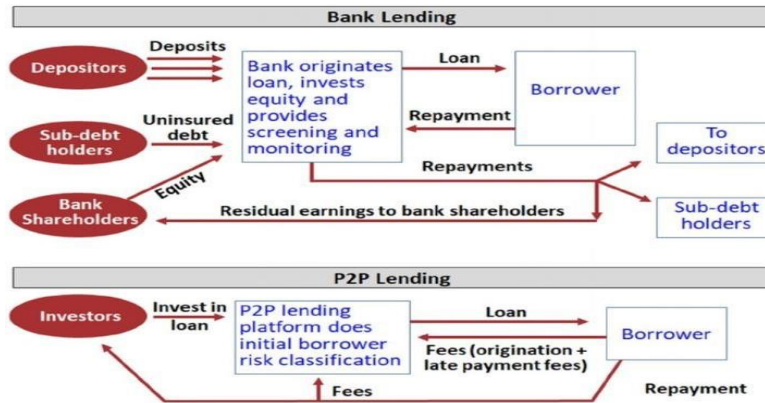 Bank Lending
Deposits
Depositors
Bank originates
loan, invests
equity and
provides
screening and
monitoring
Loan
Borrower
Repayment
Uninsured
debt
Sub-debt
holders
To
depositors
Repayments
Equity
Bank
Shareholders
Residual earnings to bank shareholders
Sub-debt
holders
P2P Lending
Investors
Invest in
loan
P2P lending
platform does
initial borrower
risk classification
Loan
Borrower
Fees (origination +
late payment fees)
Fees
Repayment